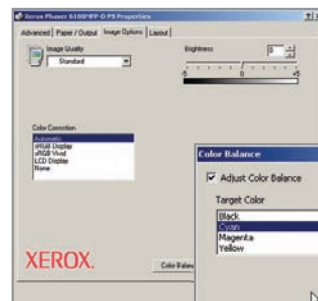 Xerox Phaser 6100MFP-D PS Properties
Advanced | Paper / Output | Image Options | Layout
Image Quality
Standard
Brightness
0
-5 0 +5
Color Correction
Automatic
sRGB Display
sRGB Vivid
LCD Display
None
XEROX.
Color Balance
Color Balance
Adjust Color Balance
Target Color
Black
Cyan
Magenta
Yellow